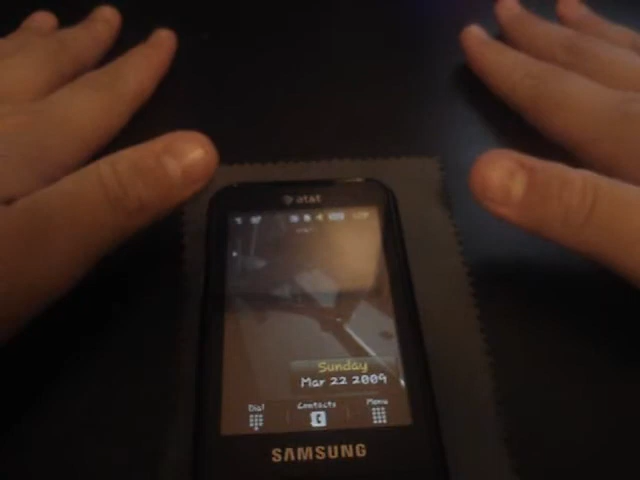 at&t
Sunday
Mar 22 2009
Dial
Contacts
Menu
SAMSUNG